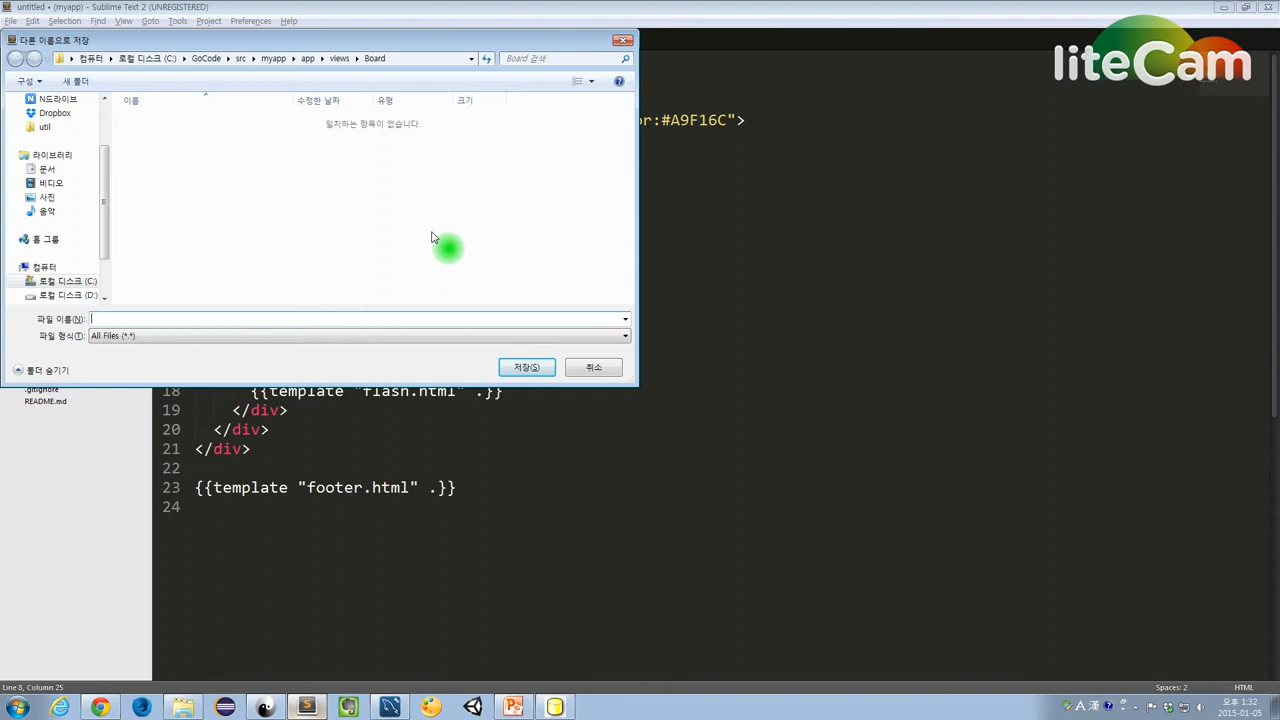 untitled • (myapp) - Sublime Text 2 (UNREGISTERED)
File Edit Selection Find View Goto Tools Project Preferences Help
다른 이름으로 저장
컴퓨터 로컬 디스크 (C:) GoCode src myapp app views Board
Board 검색
구성 새 폴더
이름 수정한 날짜 유형 크기
N드라이브
Dropbox
util
일치하는 항목이 없습니다.
라이브러리
문서
비디오
사진
음악
홈 그룹
컴퓨터
로컬 디스크 (C:)
로컬 디스크 (D:)
파일 이름(N):
파일 형식(T): All Files (*.*)
폴더 숨기기
저장(S) 취소
liteCam
or:#A9F16C">
.gitignore
README.md
18 {{template "flash.html" .}}
19 </div>
20 </div>
21 </div>
22
23 {{template "footer.html" .}}
24
Line 8, Column 25
Spaces: 2 HTML
A 漢
오후 1:32
2015-01-05